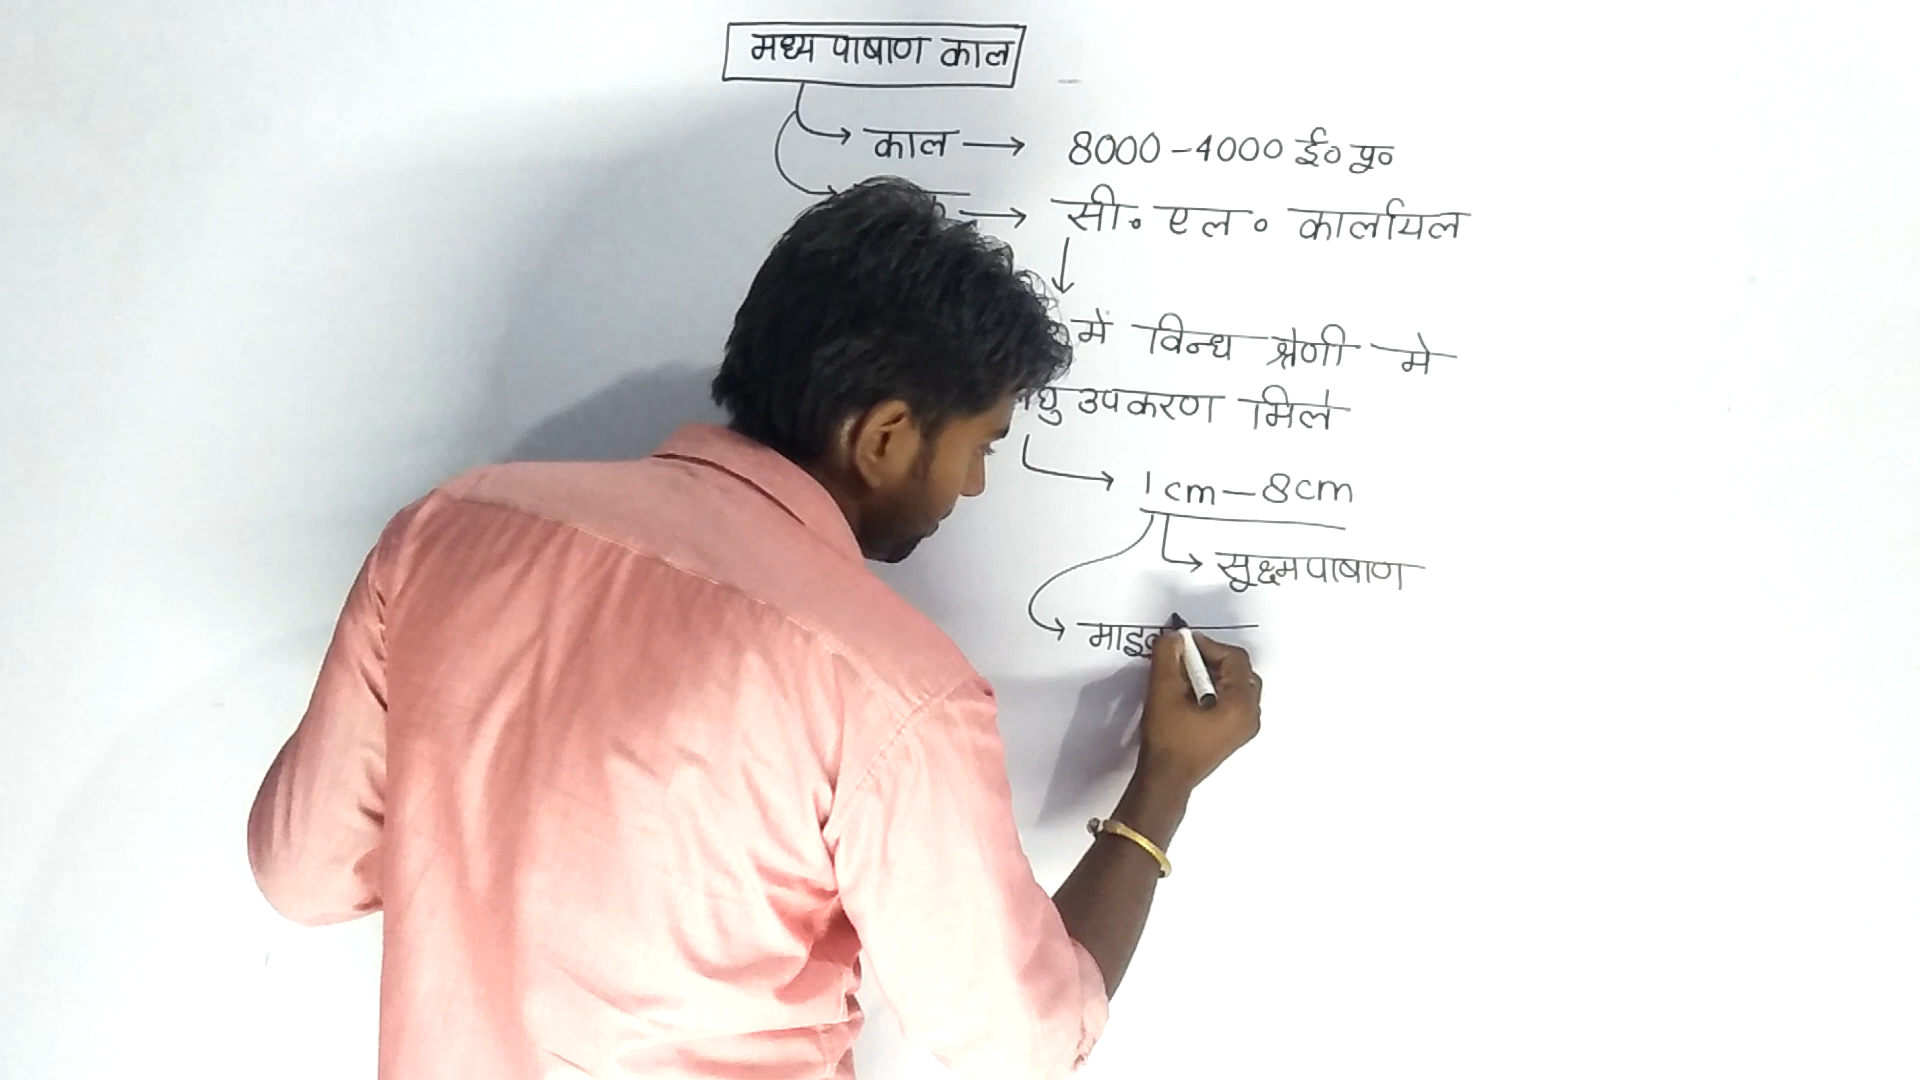 मध्य पाषाण काल
काल → 8000-4000 ई० पू०
→ सी० एल० कार्लायल
में विन्ध श्रेणी मे
उपकरण मिले
1cm-8cm
सूक्ष्मपाषाण